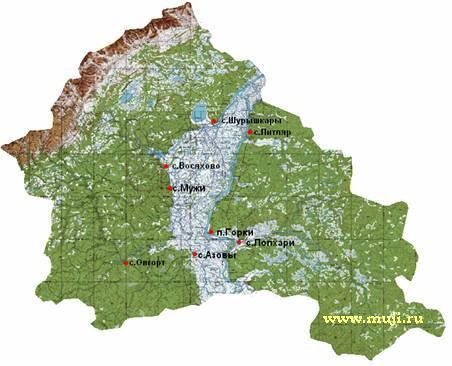 с.Шурышкары
с.Питляр
с.Восяхово
с.Мужи
п.Горки
с.Лопхари
с.Азовы
с.Овгорт
www.muji.ru